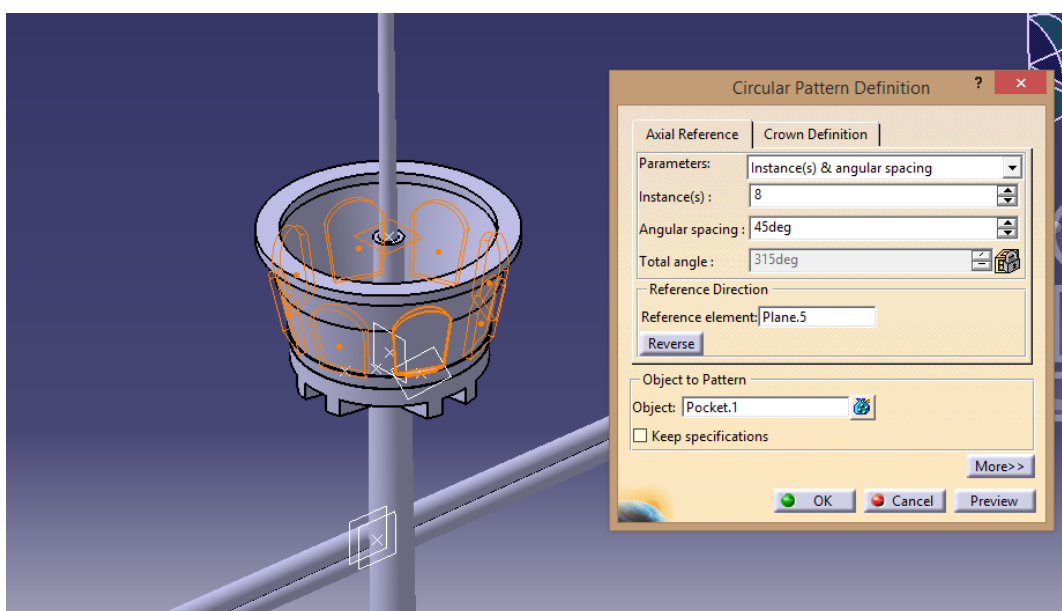 Circular Pattern Definition ? ×
Axial Reference Crown Definition
Parameters: Instance(s) & angular spacing
Instance(s) : 8
Angular spacing : 45deg
Total angle : 315deg
Reference Direction
Reference element: Plane.5
Reverse
Object to Pattern
Object: Pocket.1
Keep specifications
More>>
OK Cancel Preview